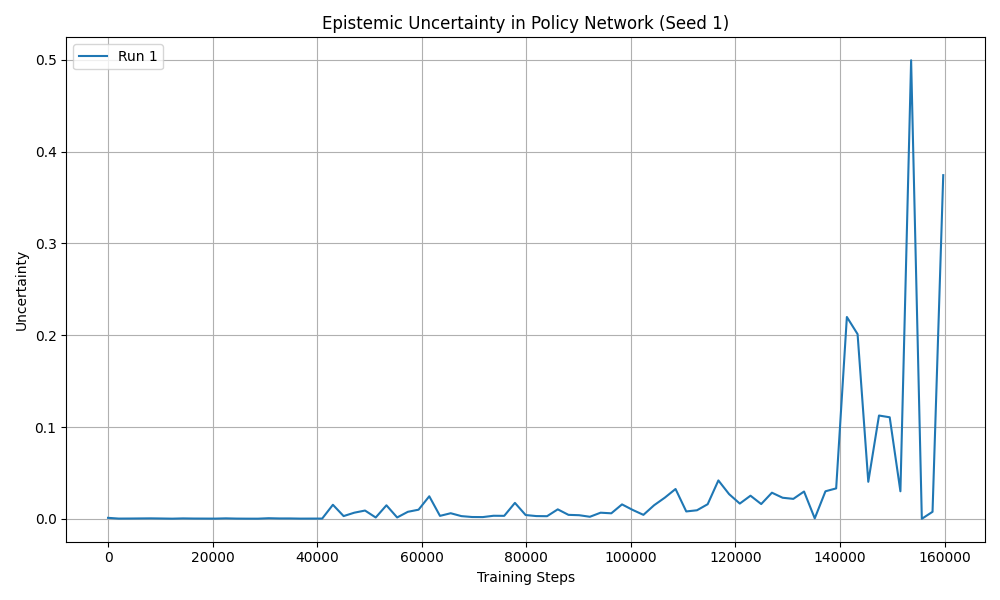 Epistemic Uncertainty in Policy Network (Seed 1)
Run 1
Uncertainty
0.5
0.4
0.3
0.2
0.1
0.0
0 20000 40000 60000 80000 100000 120000 140000 160000
Training Steps